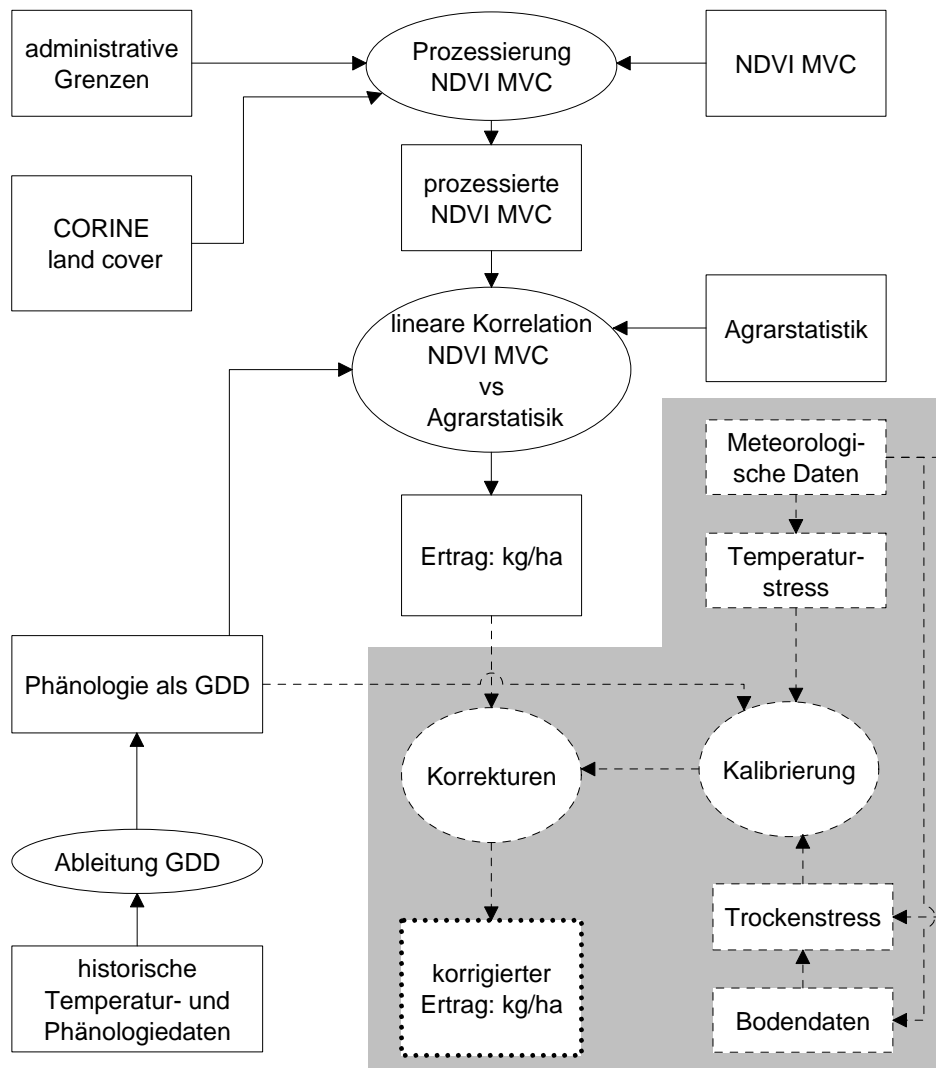 administrative
Grenzen
Prozessierung
NDVI MVC
NDVI MVC
CORINE
land cover
prozessierte
NDVI MVC
lineare Korrelation
NDVI MVC
vs
Agrarstatisik
Agrarstatistik
Meteorologi-
sche Daten
Temperatur-
stress
Ertrag: kg/ha
Phänologie als GDD
Korrekturen
Kalibrierung
Ableitung GDD
Trockenstress
historische
Temperatur- und
Phänologiedaten
korrigierter
Ertrag: kg/ha
Bodendaten